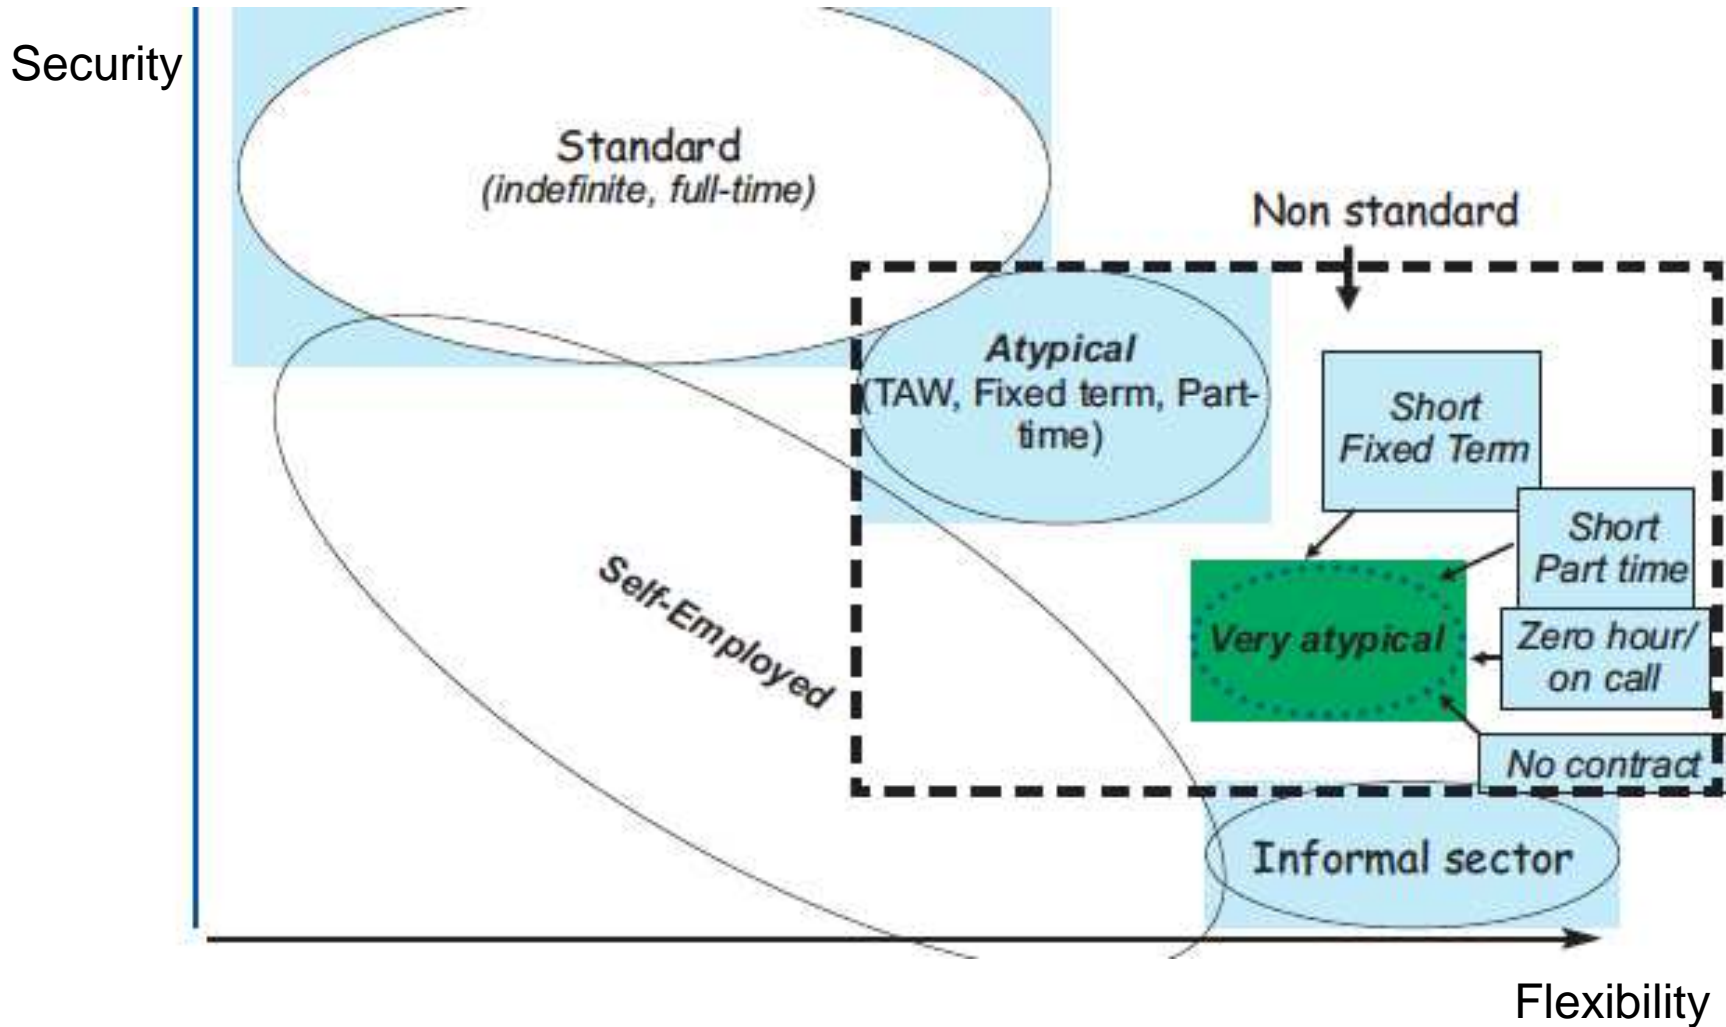 Security
Standard
(indefinite, full-time)
Non standard
Atypical
(TAW, Fixed term, Part-
time)
Short
Fixed Term
Short
Part time
Self-Employed
Very atypical
Zero hour/
on call
No contract
Informal sector
Flexibility